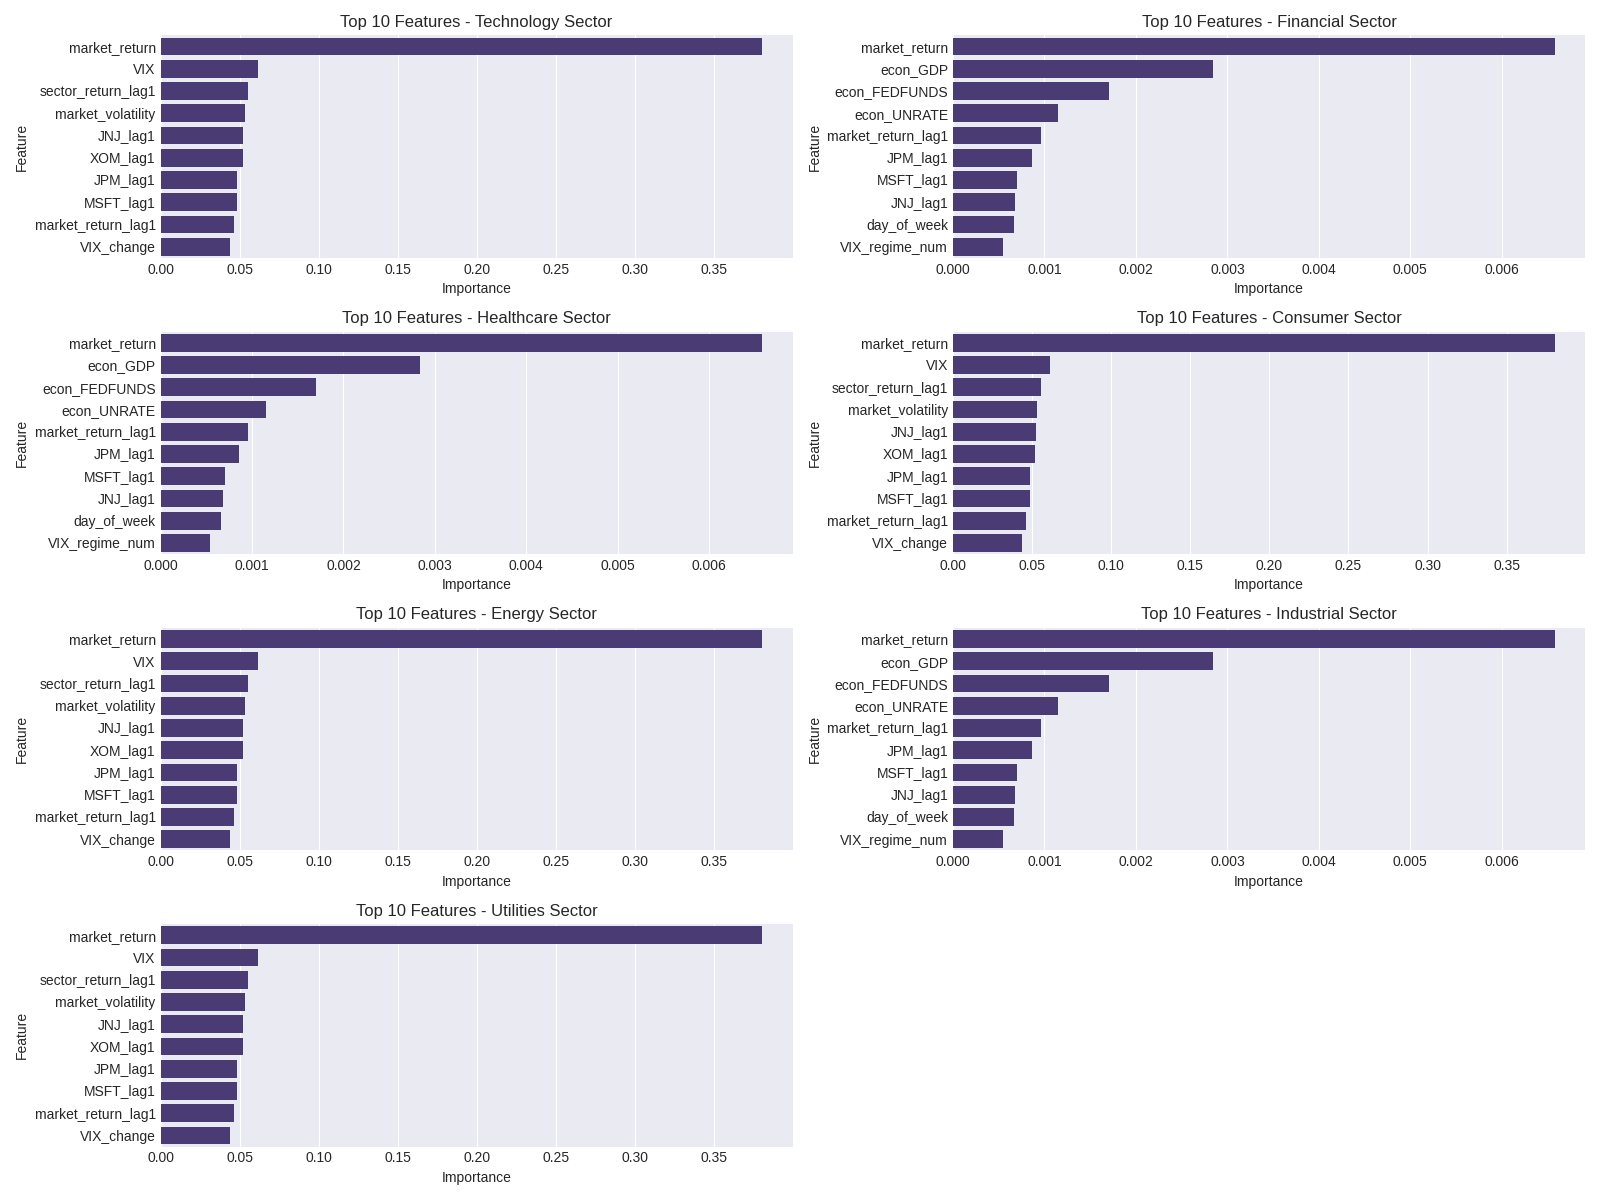 Top 10 Features - Technology Sector
Feature
market_return
VIX
sector_return_lag1
market_volatility
JNJ_lag1
XOM_lag1
JPM_lag1
MSFT_lag1
market_return_lag1
VIX_change
0.00 0.05 0.10 0.15 0.20 0.25 0.30 0.35
Importance
Top 10 Features - Financial Sector
Feature
market_return
econ_GDP
econ_FEDFUNDS
econ_UNRATE
market_return_lag1
JPM_lag1
MSFT_lag1
JNJ_lag1
day_of_week
VIX_regime_num
0.000 0.001 0.002 0.003 0.004 0.005 0.006
Importance
Top 10 Features - Healthcare Sector
Feature
market_return
econ_GDP
econ_FEDFUNDS
econ_UNRATE
market_return_lag1
JPM_lag1
MSFT_lag1
JNJ_lag1
day_of_week
VIX_regime_num
0.000 0.001 0.002 0.003 0.004 0.005 0.006
Importance
Top 10 Features - Consumer Sector
Feature
market_return
VIX
sector_return_lag1
market_volatility
JNJ_lag1
XOM_lag1
JPM_lag1
MSFT_lag1
market_return_lag1
VIX_change
0.00 0.05 0.10 0.15 0.20 0.25 0.30 0.35
Importance
Top 10 Features - Energy Sector
Feature
market_return
VIX
sector_return_lag1
market_volatility
JNJ_lag1
XOM_lag1
JPM_lag1
MSFT_lag1
market_return_lag1
VIX_change
0.00 0.05 0.10 0.15 0.20 0.25 0.30 0.35
Importance
Top 10 Features - Industrial Sector
Feature
market_return
econ_GDP
econ_FEDFUNDS
econ_UNRATE
market_return_lag1
JPM_lag1
MSFT_lag1
JNJ_lag1
day_of_week
VIX_regime_num
0.000 0.001 0.002 0.003 0.004 0.005 0.006
Importance
Top 10 Features - Utilities Sector
Feature
market_return
VIX
sector_return_lag1
market_volatility
JNJ_lag1
XOM_lag1
JPM_lag1
MSFT_lag1
market_return_lag1
VIX_change
0.00 0.05 0.10 0.15 0.20 0.25 0.30 0.35
Importance